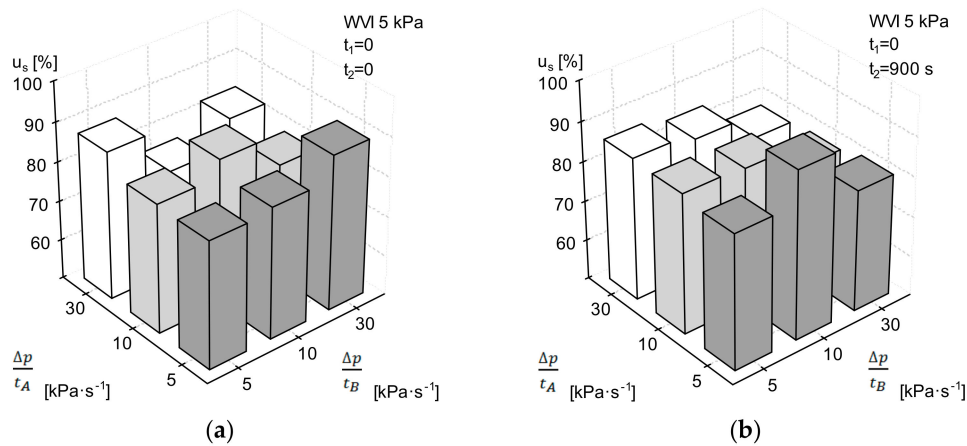 WVI 5 kPa
t₁=0
t₂=0
uₛ [%]
100
90
80
70
60
30
10
5
Δp/t_A [kPa·s⁻¹]
5
10
30
Δp/t_B [kPa·s⁻¹]
(a)
WVI 5 kPa
t₁=0
t₂=900 s
uₛ [%]
100
90
80
70
60
30
10
5
Δp/t_A [kPa·s⁻¹]
5
10
30
Δp/t_B [kPa·s⁻¹]
(b)